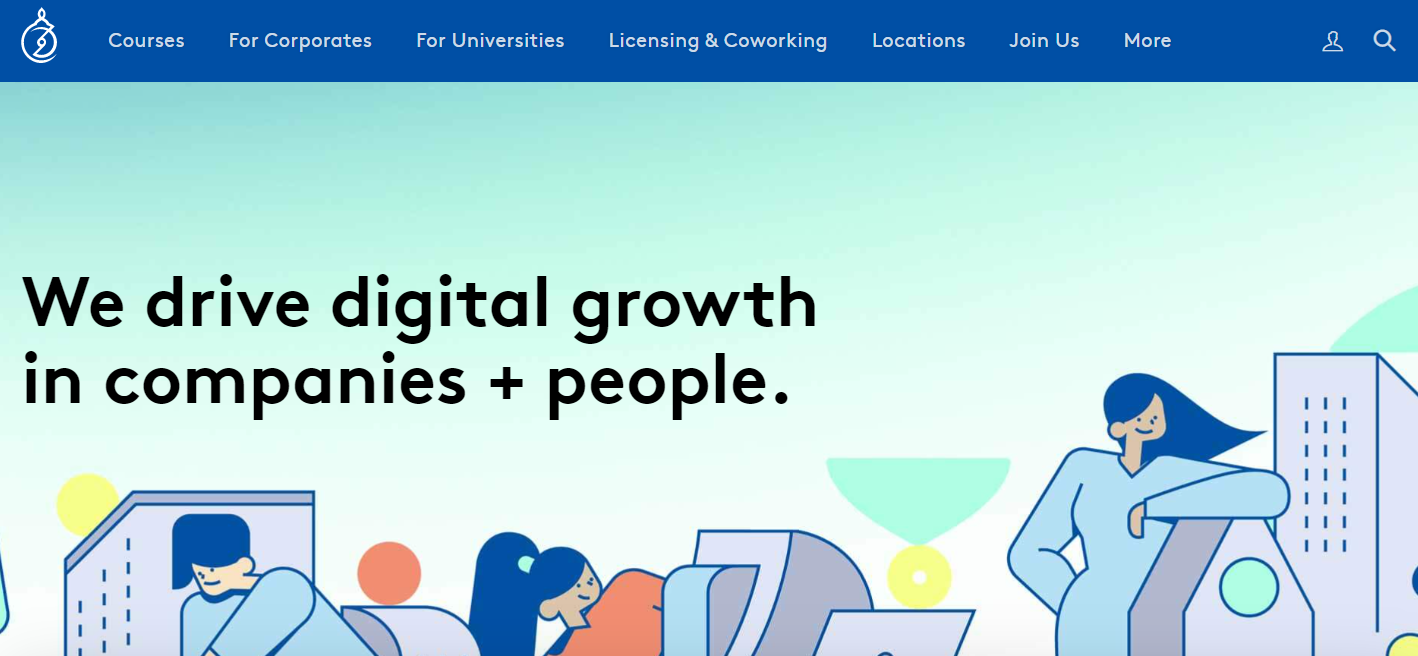 Courses For Corporates For Universities Licensing & Coworking Locations Join Us More
We drive digital growth
in companies + people.